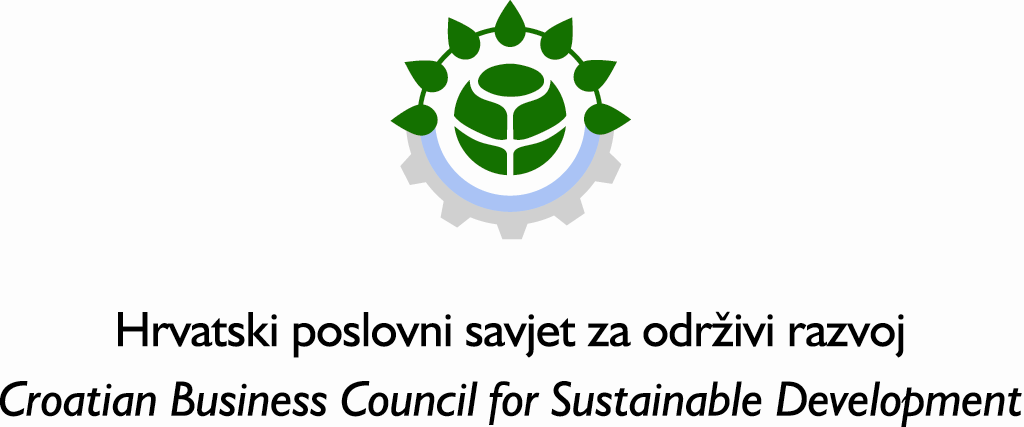 Hrvatski poslovni savjet za održivi razvoj
Croatian Business Council for Sustainable Development